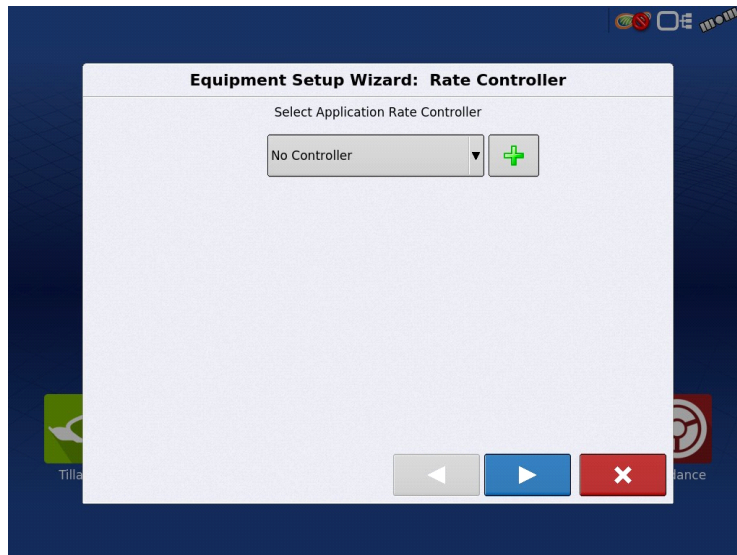 Equipment Setup Wizard: Rate Controller
Select Application Rate Controller
No Controller
Tilla
dance